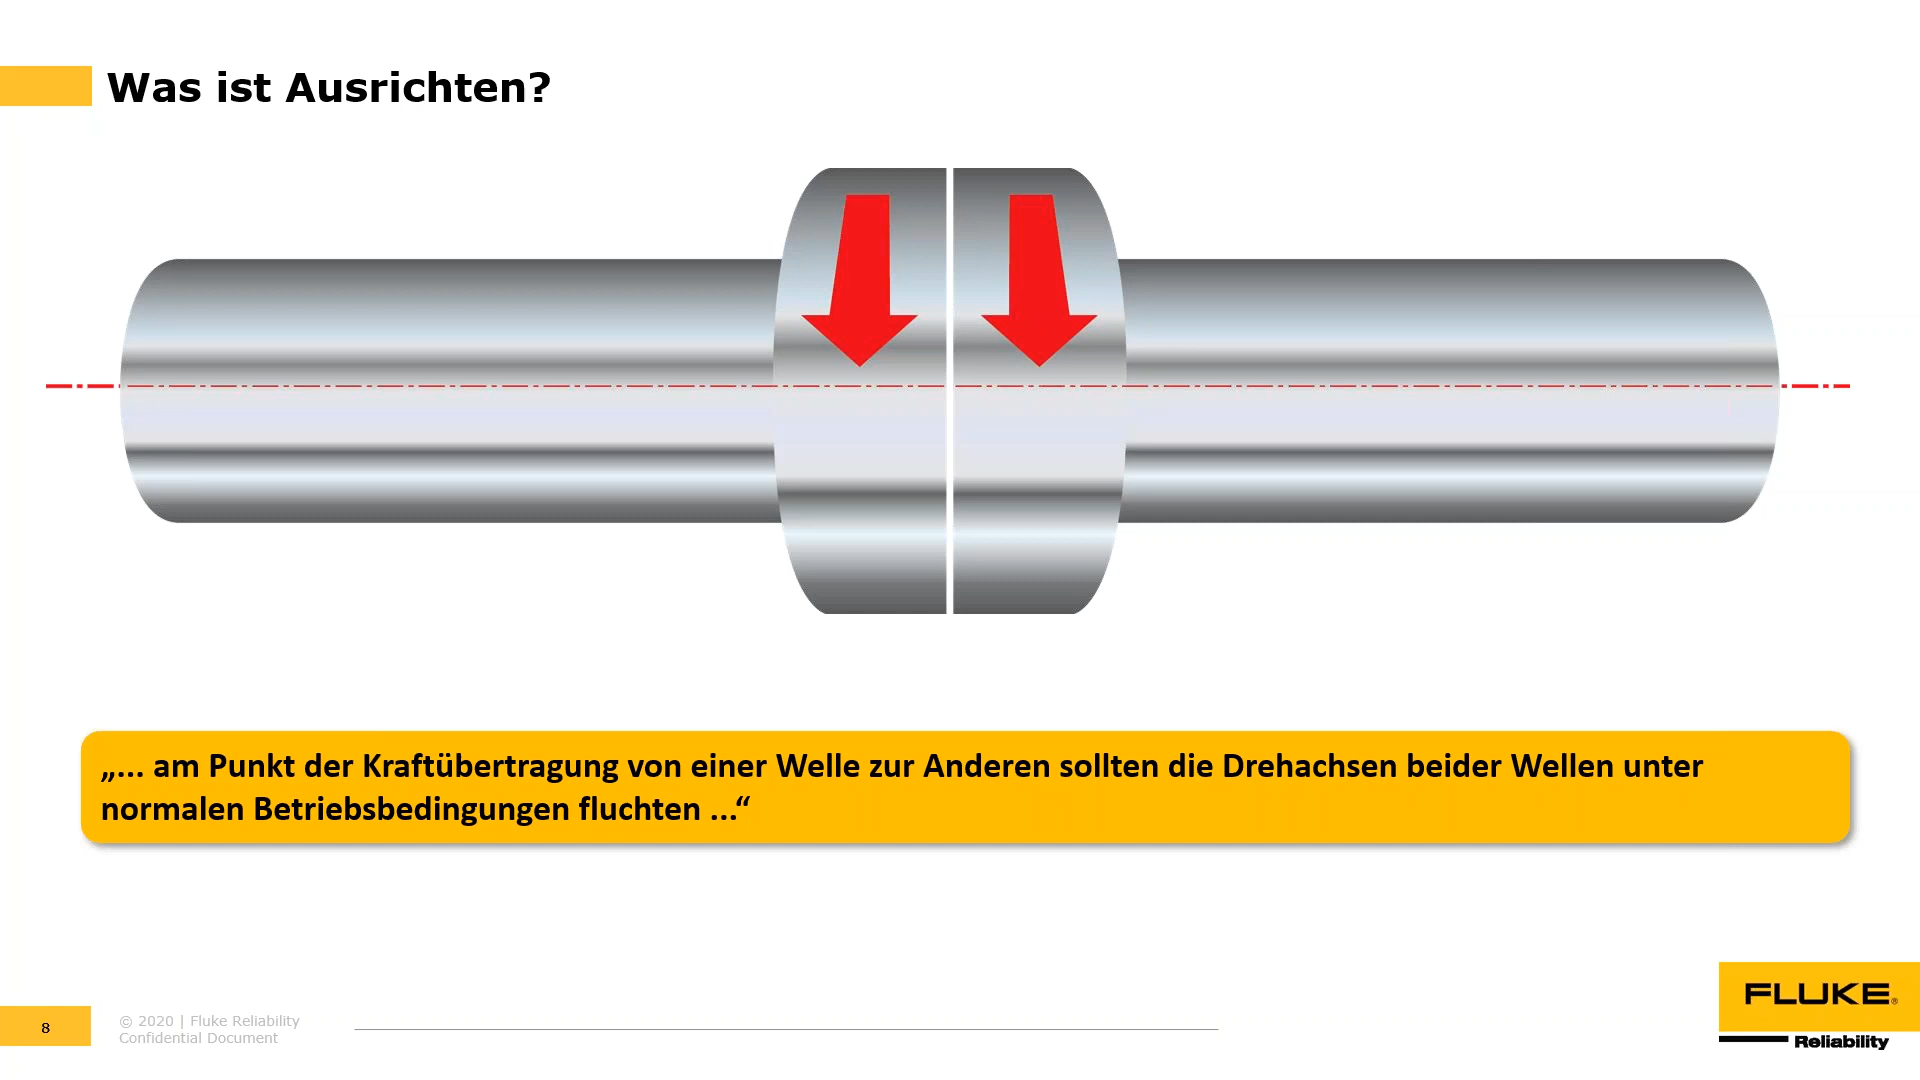 Was ist Ausrichten?
„... am Punkt der Kraftübertragung von einer Welle zur Anderen sollten die Drehachsen beider Wellen unter
normalen Betriebsbedingungen fluchten ...“
8
© 2020 | Fluke Reliability
Confidential Document
FLUKE®
Reliability